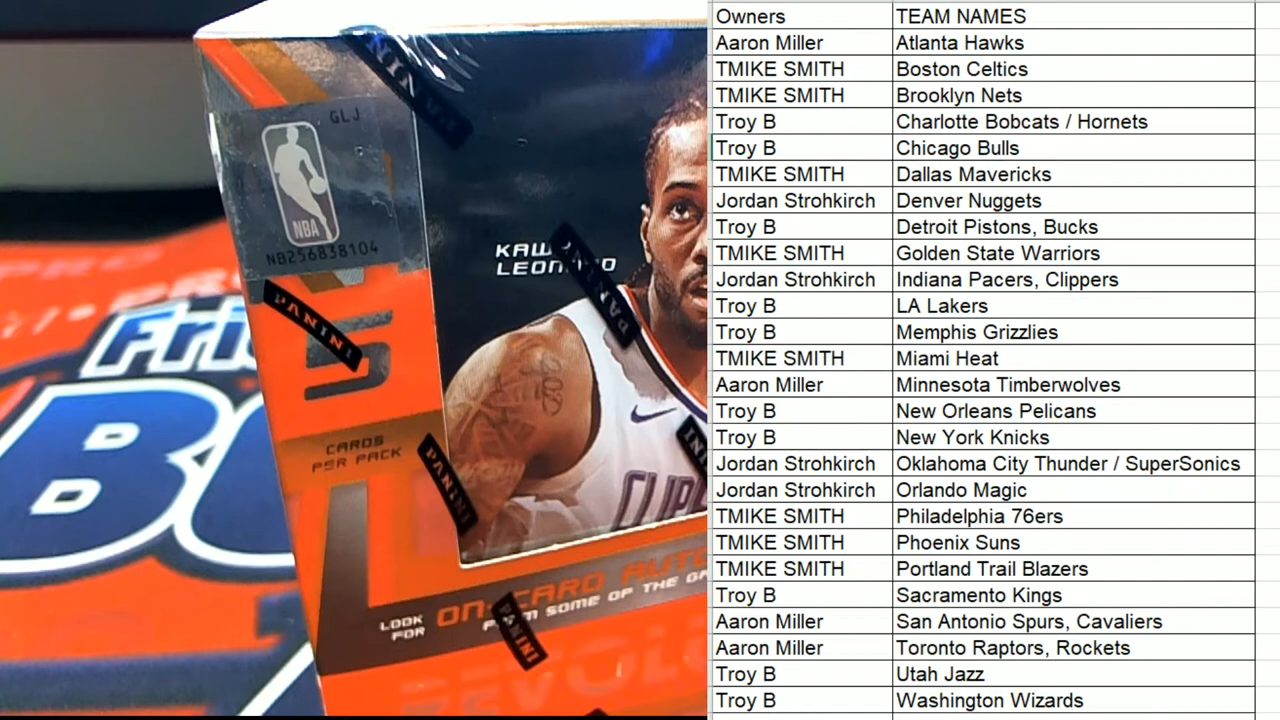 GLJ
NBA
NB256838104
PANINI
5
CARDS
PER PACK
LEONARD
PANINI
PANINI
PANINI
LOOK
FOR
ON-CARD AUTO
FROM SOME OF THE
REVOLU
Owners TEAM NAMES
Aaron Miller Atlanta Hawks
TMIKE SMITH Boston Celtics
TMIKE SMITH Brooklyn Nets
Troy B Charlotte Bobcats / Hornets
Troy B Chicago Bulls
TMIKE SMITH Dallas Mavericks
Jordan Strohkirch Denver Nuggets
Troy B Detroit Pistons, Bucks
TMIKE SMITH Golden State Warriors
Jordan Strohkirch Indiana Pacers, Clippers
Troy B LA Lakers
Troy B Memphis Grizzlies
TMIKE SMITH Miami Heat
Aaron Miller Minnesota Timberwolves
Troy B New Orleans Pelicans
Troy B New York Knicks
Jordan Strohkirch Oklahoma City Thunder / SuperSonics
Jordan Strohkirch Orlando Magic
TMIKE SMITH Philadelphia 76ers
TMIKE SMITH Phoenix Suns
TMIKE SMITH Portland Trail Blazers
Troy B Sacramento Kings
Aaron Miller San Antonio Spurs, Cavaliers
Aaron Miller Toronto Raptors, Rockets
Troy B Utah Jazz
Troy B Washington Wizards